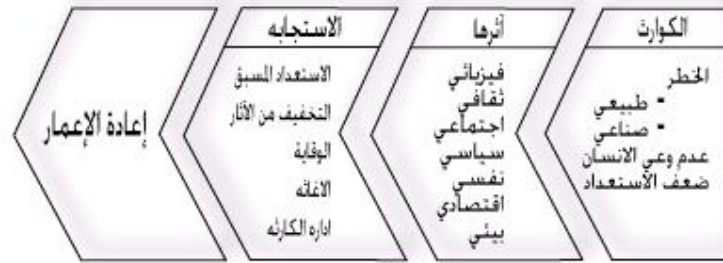 الكوارث
الخطر
▪ طبيعي
▪ صناعي
عدم وعي الانسان
ضعف الأستعداد
أثرها
فيزيائي
ثقافي
اجتماعي
سياسي
نفسي
اقتصادي
بيئي
الاستجابه
الاستعداد المسبق
التخفيف من الآثار
الوقاية
الاغاثه
اداره الكارثه
إعادة الإعمار